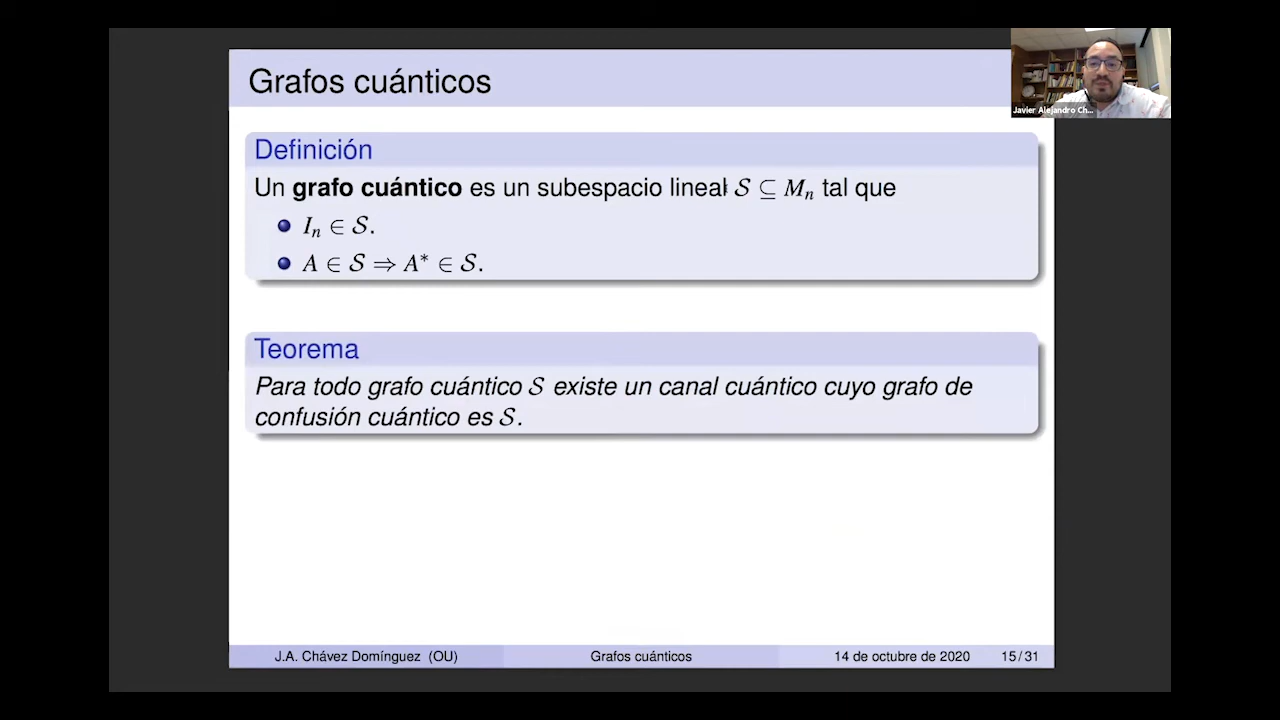 Grafos cuánticos
Javier Alejandro Ch...
Definición
Un grafo cuántico es un subespacio lineal 𝒮 ⊆ Mₙ tal que
Iₙ ∈ 𝒮.
A ∈ 𝒮 ⇒ A* ∈ 𝒮.
Teorema
Para todo grafo cuántico 𝒮 existe un canal cuántico cuyo grafo de
confusión cuántico es 𝒮.
J.A. Chávez Domínguez (OU) Grafos cuánticos 14 de octubre de 2020 15 / 31